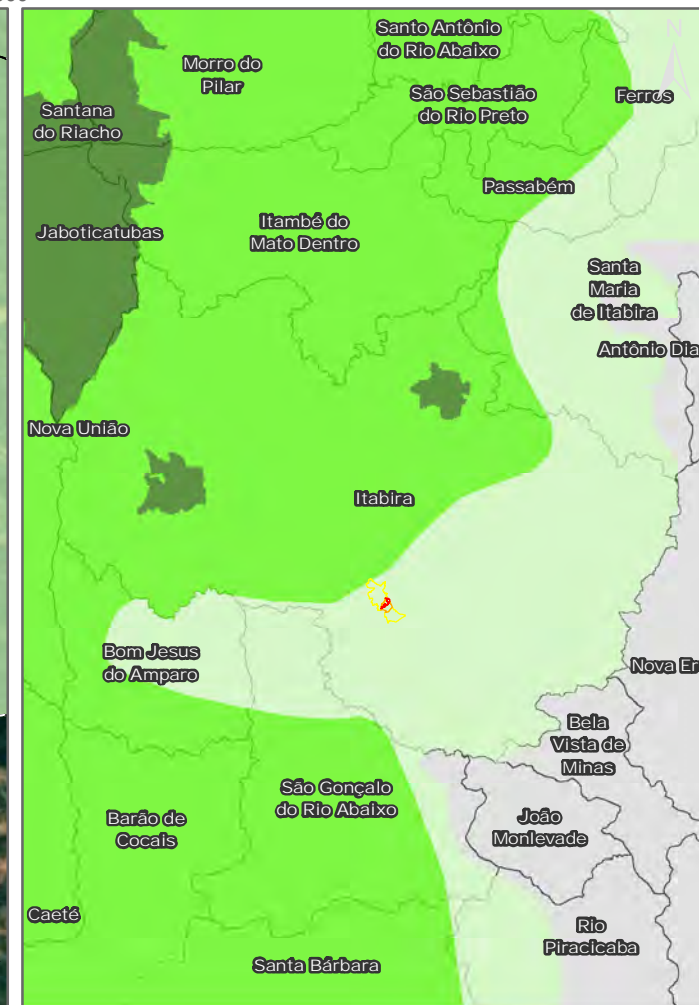 Santo Antônio
do Rio Abaixo
N
Morro do
Pilar
São Sebastião
do Rio Preto
Ferros
Santana
do Riacho
Passabém
Jaboticatubas
Itambé do
Mato Dentro
Santa
Maria
de Itabira
Antônio Dia
Nova União
Itabira
Bom Jesus
do Amparo
Nova Er
Bela
Vista de
Minas
São Gonçalo
do Rio Abaixo
Barão de
Cocais
João
Monlevade
Caeté
Rio
Piracicaba
Santa Bárbara